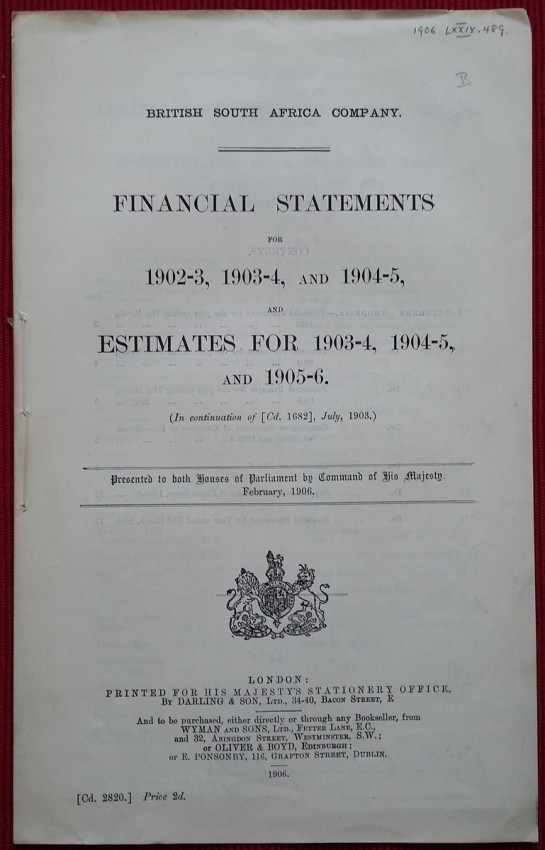 1906 LXXIX. 489.
B
BRITISH SOUTH AFRICA COMPANY.
FINANCIAL STATEMENTS
FOR
1902-3, 1903-4, AND 1904-5,
AND
ESTIMATES FOR 1903-4, 1904-5,
AND 1905-6.
(In continuation of [Cd. 1682], July, 1903.)
Presented to both Houses of Parliament by Command of His Majesty.
February, 1906.
LONDON:
PRINTED FOR HIS MAJESTY'S STATIONERY OFFICE,
BY DARLING & SON, LTD., 34-40, BACON STREET, E
And to be purchased, either directly or through any Bookseller, from
WYMAN AND SONS, LTD., FETTER LANE, E.C.,
and 32, ABINGDON STREET, WESTMINSTER, S.W.;
or OLIVER & BOYD, EDINBURGH;
or E. PONSONBY, 116, GRAFTON STREET, DUBLIN.
1906.
[Cd. 2820.] Price 2d.